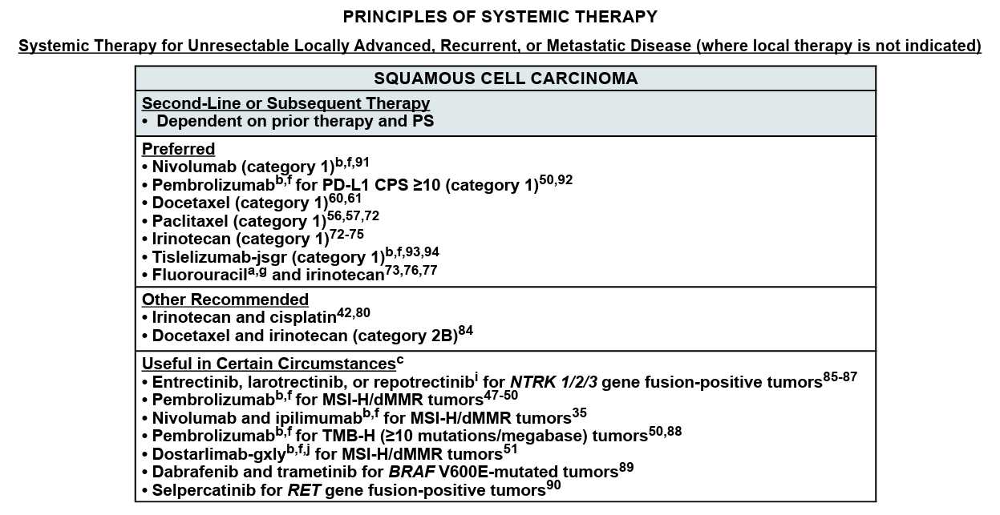 PRINCIPLES OF SYSTEMIC THERAPY
Systemic Therapy for Unresectable Locally Advanced, Recurrent, or Metastatic Disease (where local therapy is not indicated)
SQUAMOUS CELL CARCINOMA
Second-Line or Subsequent Therapy
• Dependent on prior therapy and PS
Preferred
• Nivolumab (category 1)b,f,91
• Pembrolizumabb,f for PD-L1 CPS ≥10 (category 1)50,92
• Docetaxel (category 1)60,61
• Paclitaxel (category 1)56,57,72
• Irinotecan (category 1)72-75
• Tislelizumab-jsgr (category 1)b,f,93,94
• Fluorouracila,g and irinotecan73,76,77
Other Recommended
• Irinotecan and cisplatin42,80
• Docetaxel and irinotecan (category 2B)84
Useful in Certain Circumstancesc
• Entrectinib, larotrectinib, or repotrectinibi for NTRK 1/2/3 gene fusion-positive tumors85-87
• Pembrolizumabb,f for MSI-H/dMMR tumors47-50
• Nivolumab and ipilimumabb,f for MSI-H/dMMR tumors35
• Pembrolizumabb,f for TMB-H (≥10 mutations/megabase) tumors50,88
• Dostarlimab-gxlyb,f,j for MSI-H/dMMR tumors51
• Dabrafenib and trametinib for BRAF V600E-mutated tumors89
• Selpercatinib for RET gene fusion-positive tumors90